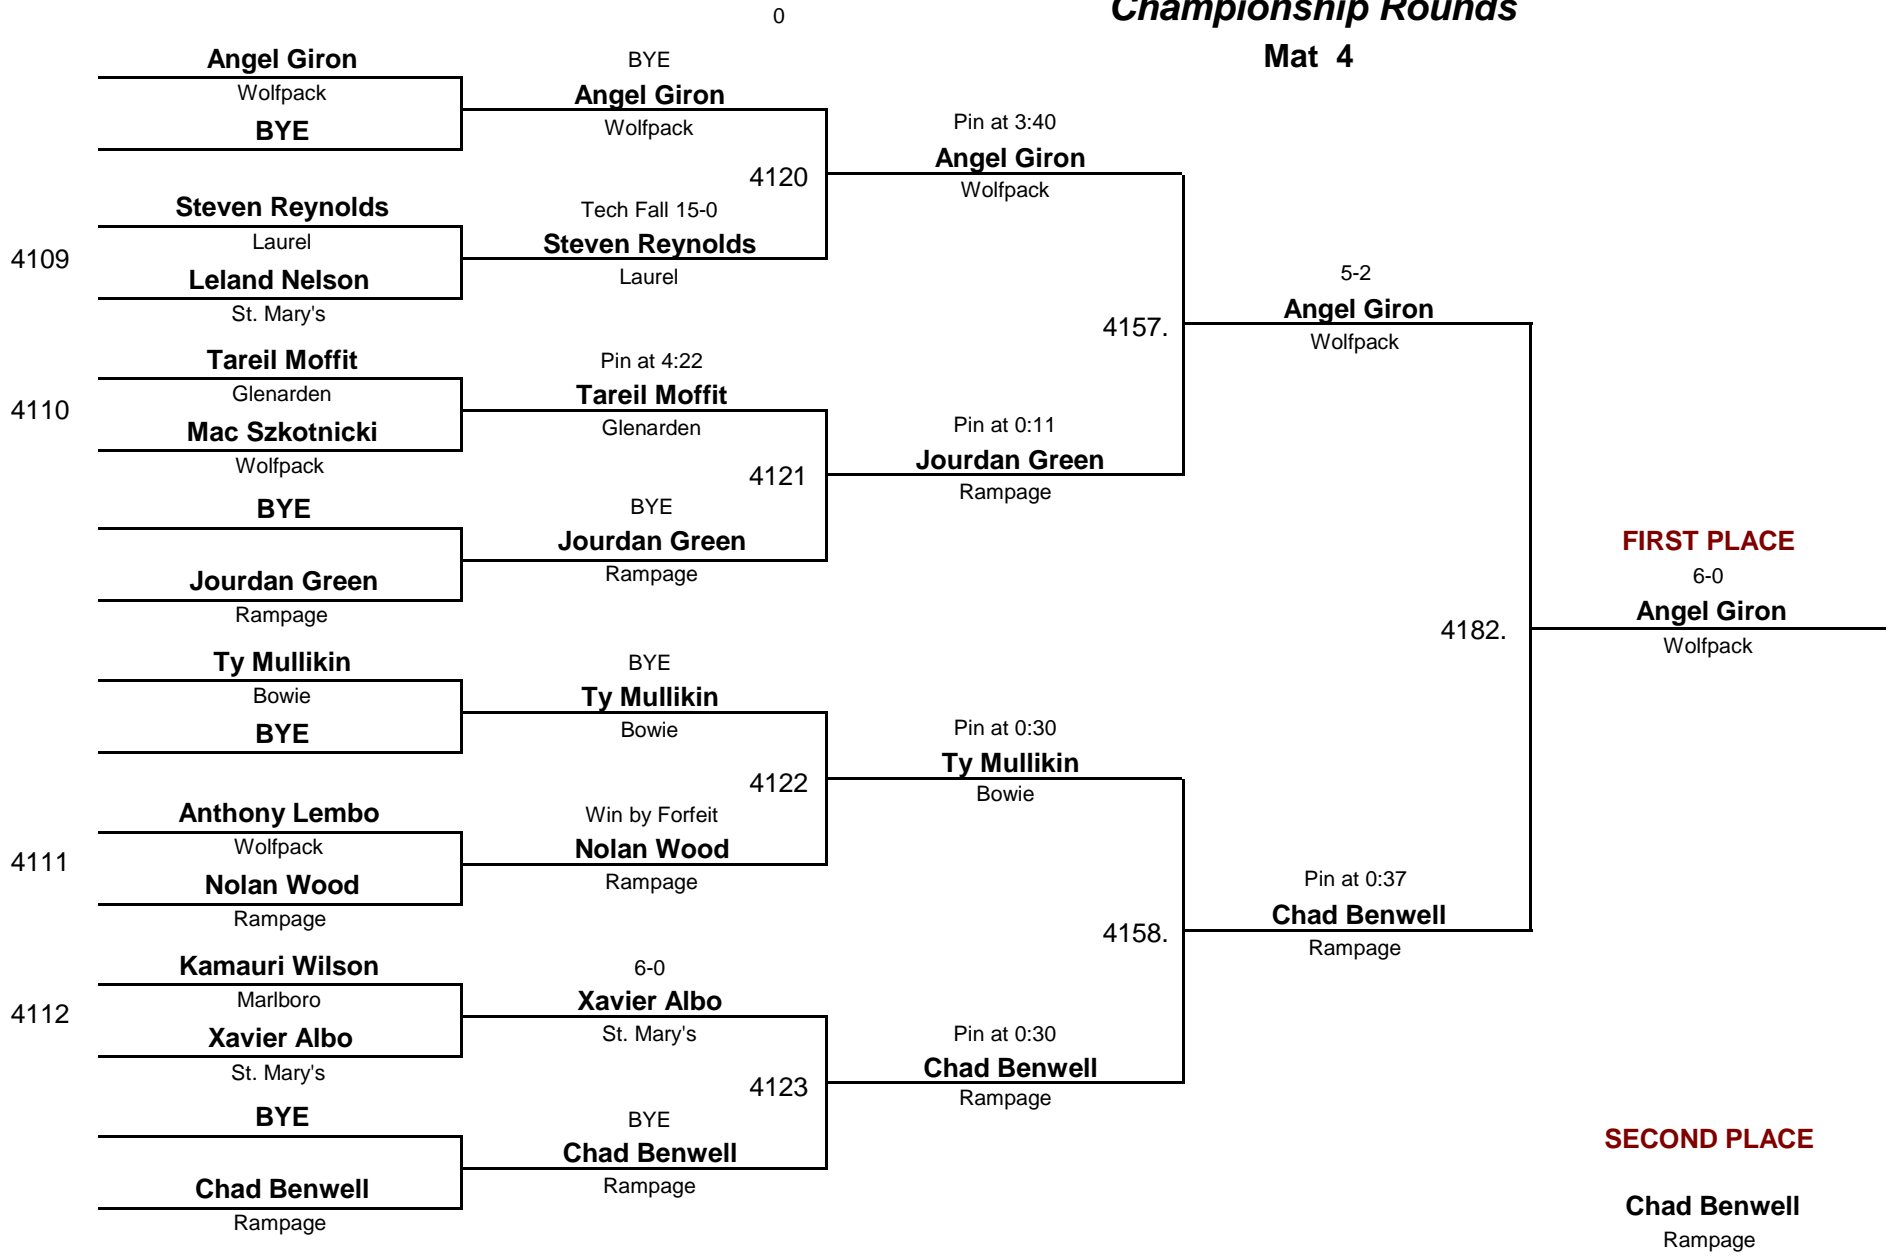 0
Championship Rounds
Mat 4
Angel Giron
Wolfpack
BYE
4109
Steven Reynolds
Laurel
Leland Nelson
St. Mary's
4110
Tareil Moffit
Glenarden
Mac Szkotnicki
Wolfpack
BYE
Jourdan Green
Rampage
Ty Mullikin
Bowie
BYE
4111
Anthony Lembo
Wolfpack
Nolan Wood
Rampage
4112
Kamauri Wilson
Marlboro
Xavier Albo
St. Mary's
BYE
Chad Benwell
Rampage
BYE
Angel Giron
Wolfpack
4120
Tech Fall 15-0
Steven Reynolds
Laurel
Pin at 4:22
Tareil Moffit
Glenarden
4121
BYE
Jourdan Green
Rampage
BYE
Ty Mullikin
Bowie
4122
Win by Forfeit
Nolan Wood
Rampage
6-0
Xavier Albo
St. Mary's
4123
BYE
Chad Benwell
Rampage
Pin at 3:40
Angel Giron
Wolfpack
4157.
Pin at 0:11
Jourdan Green
Rampage
Pin at 0:30
Ty Mullikin
Bowie
4158.
Pin at 0:30
Chad Benwell
Rampage
5-2
Angel Giron
Wolfpack
4182.
Pin at 0:37
Chad Benwell
Rampage
FIRST PLACE
6-0
Angel Giron
Wolfpack
SECOND PLACE
Chad Benwell
Rampage